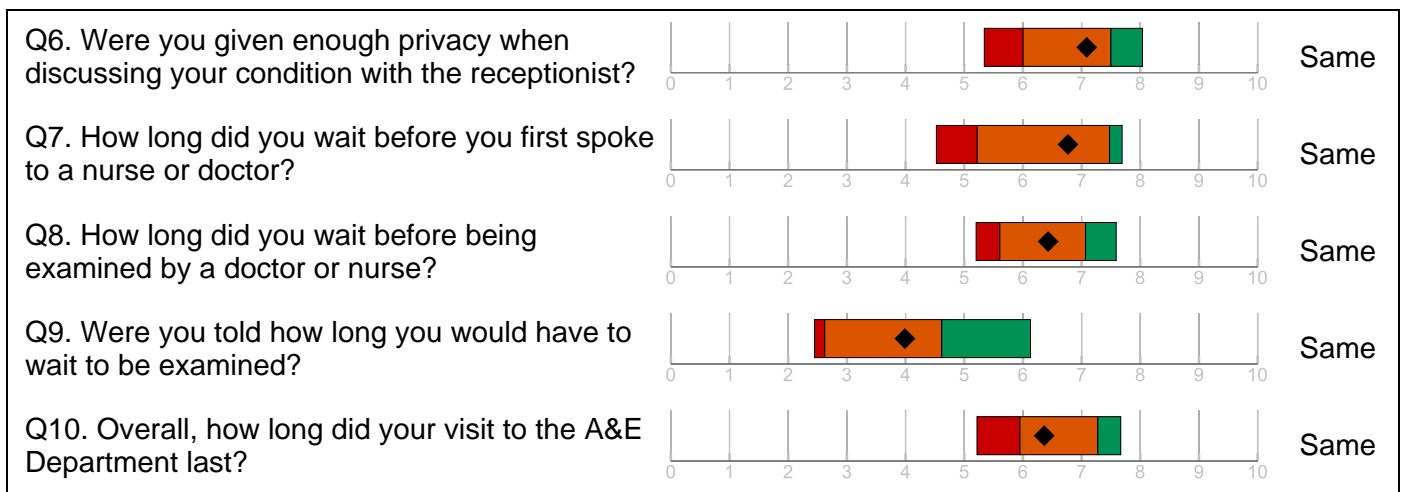 Q6. Were you given enough privacy when
discussing your condition with the receptionist?
0 1 2 3 4 5 6 7 8 9 10
Same
Q7. How long did you wait before you first spoke
to a nurse or doctor?
0 1 2 3 4 5 6 7 8 9 10
Same
Q8. How long did you wait before being
examined by a doctor or nurse?
0 1 2 3 4 5 6 7 8 9 10
Same
Q9. Were you told how long you would have to
wait to be examined?
0 1 2 3 4 5 6 7 8 9 10
Same
Q10. Overall, how long did your visit to the A&E
Department last?
0 1 2 3 4 5 6 7 8 9 10
Same